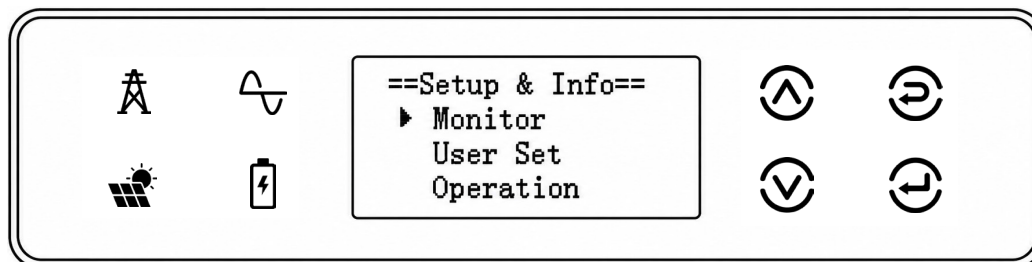 ==Setup & Info==
Monitor
User Set
Operation